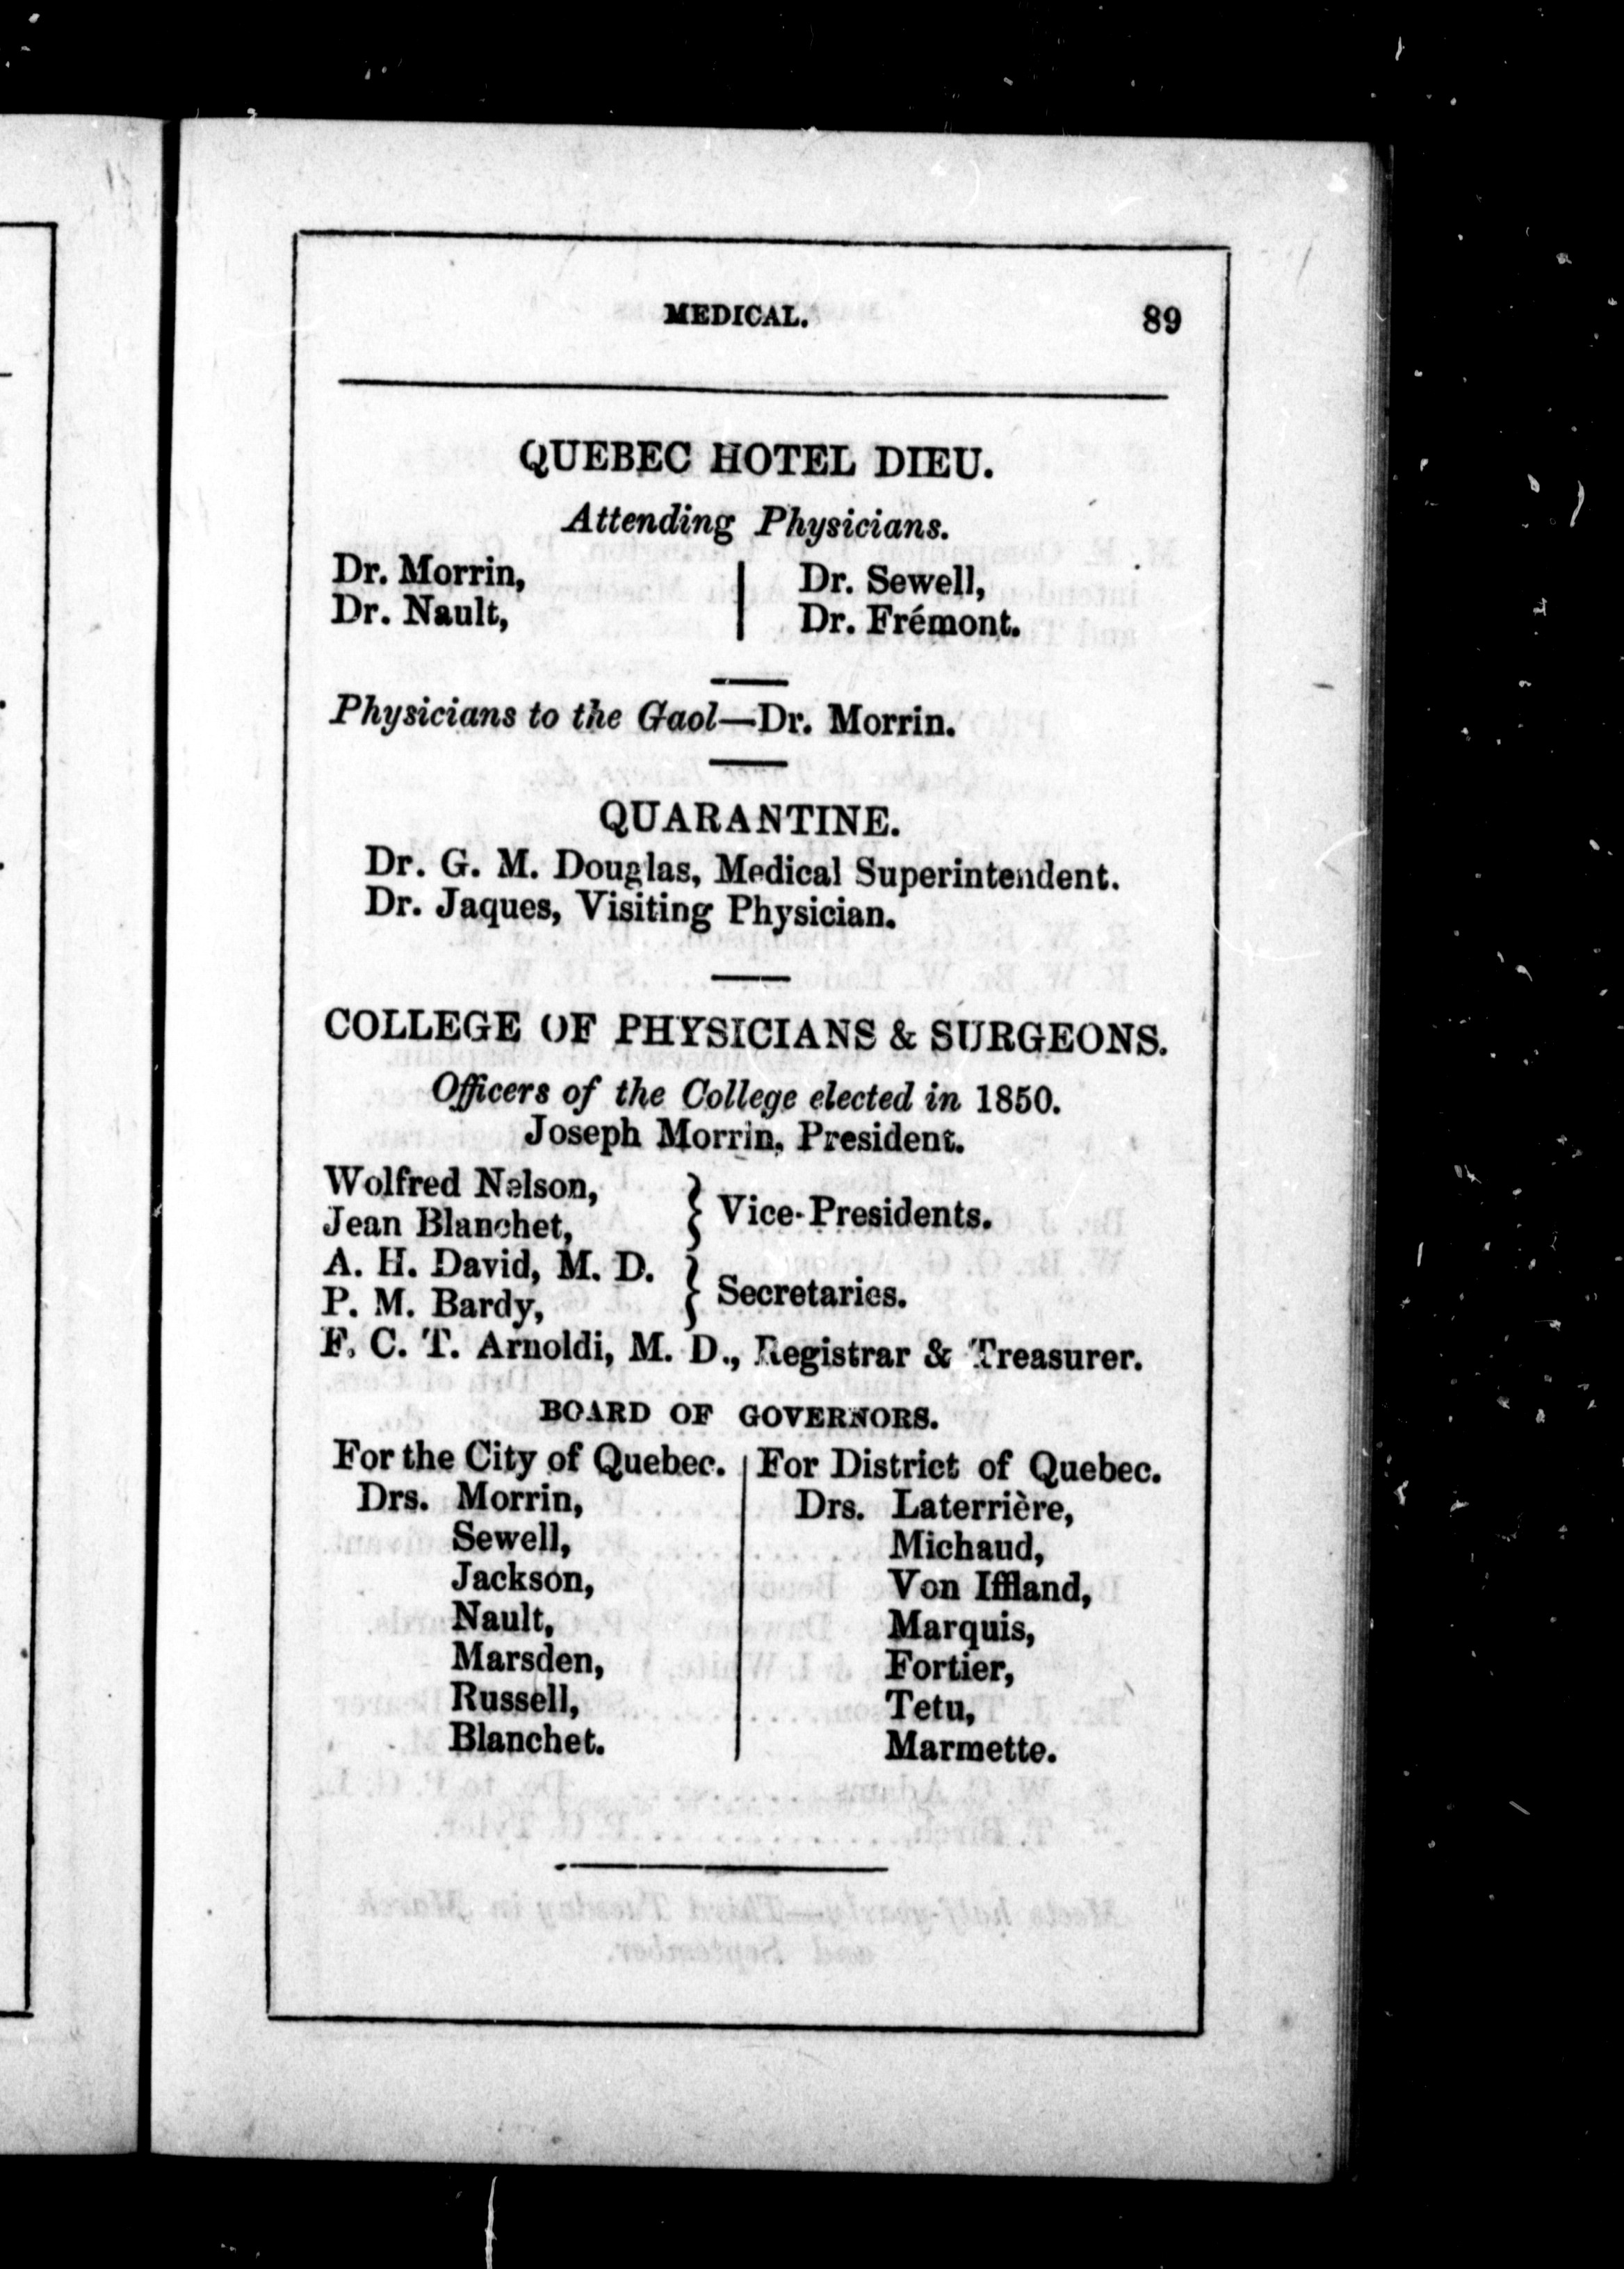 MEDICAL. 89
QUEBEC HOTEL DIEU.
Attending Physicians.
Dr. Morrin,
Dr. Nault,
Dr. Sewell,
Dr. Frémont.
Physicians to the Gaol—Dr. Morrin.
QUARANTINE.
Dr. G. M. Douglas, Medical Superintendent.
Dr. Jaques, Visiting Physician.
COLLEGE OF PHYSICIANS & SURGEONS.
Officers of the College elected in 1850.
Joseph Morrin, President.
Wolfred Nelson,
Jean Blanchet,
} Vice-Presidents.
A. H. David, M. D.
P. M. Bardy,
} Secretaries.
F. C. T. Arnoldi, M. D., Registrar & Treasurer.
BOARD OF GOVERNORS.
For the City of Quebec.
Drs. Morrin,
Sewell,
Jackson,
Nault,
Marsden,
Russell,
Blanchet.
For District of Quebec.
Drs. Laterrière,
Michaud,
Von Iffland,
Marquis,
Fortier,
Tetu,
Marmette.